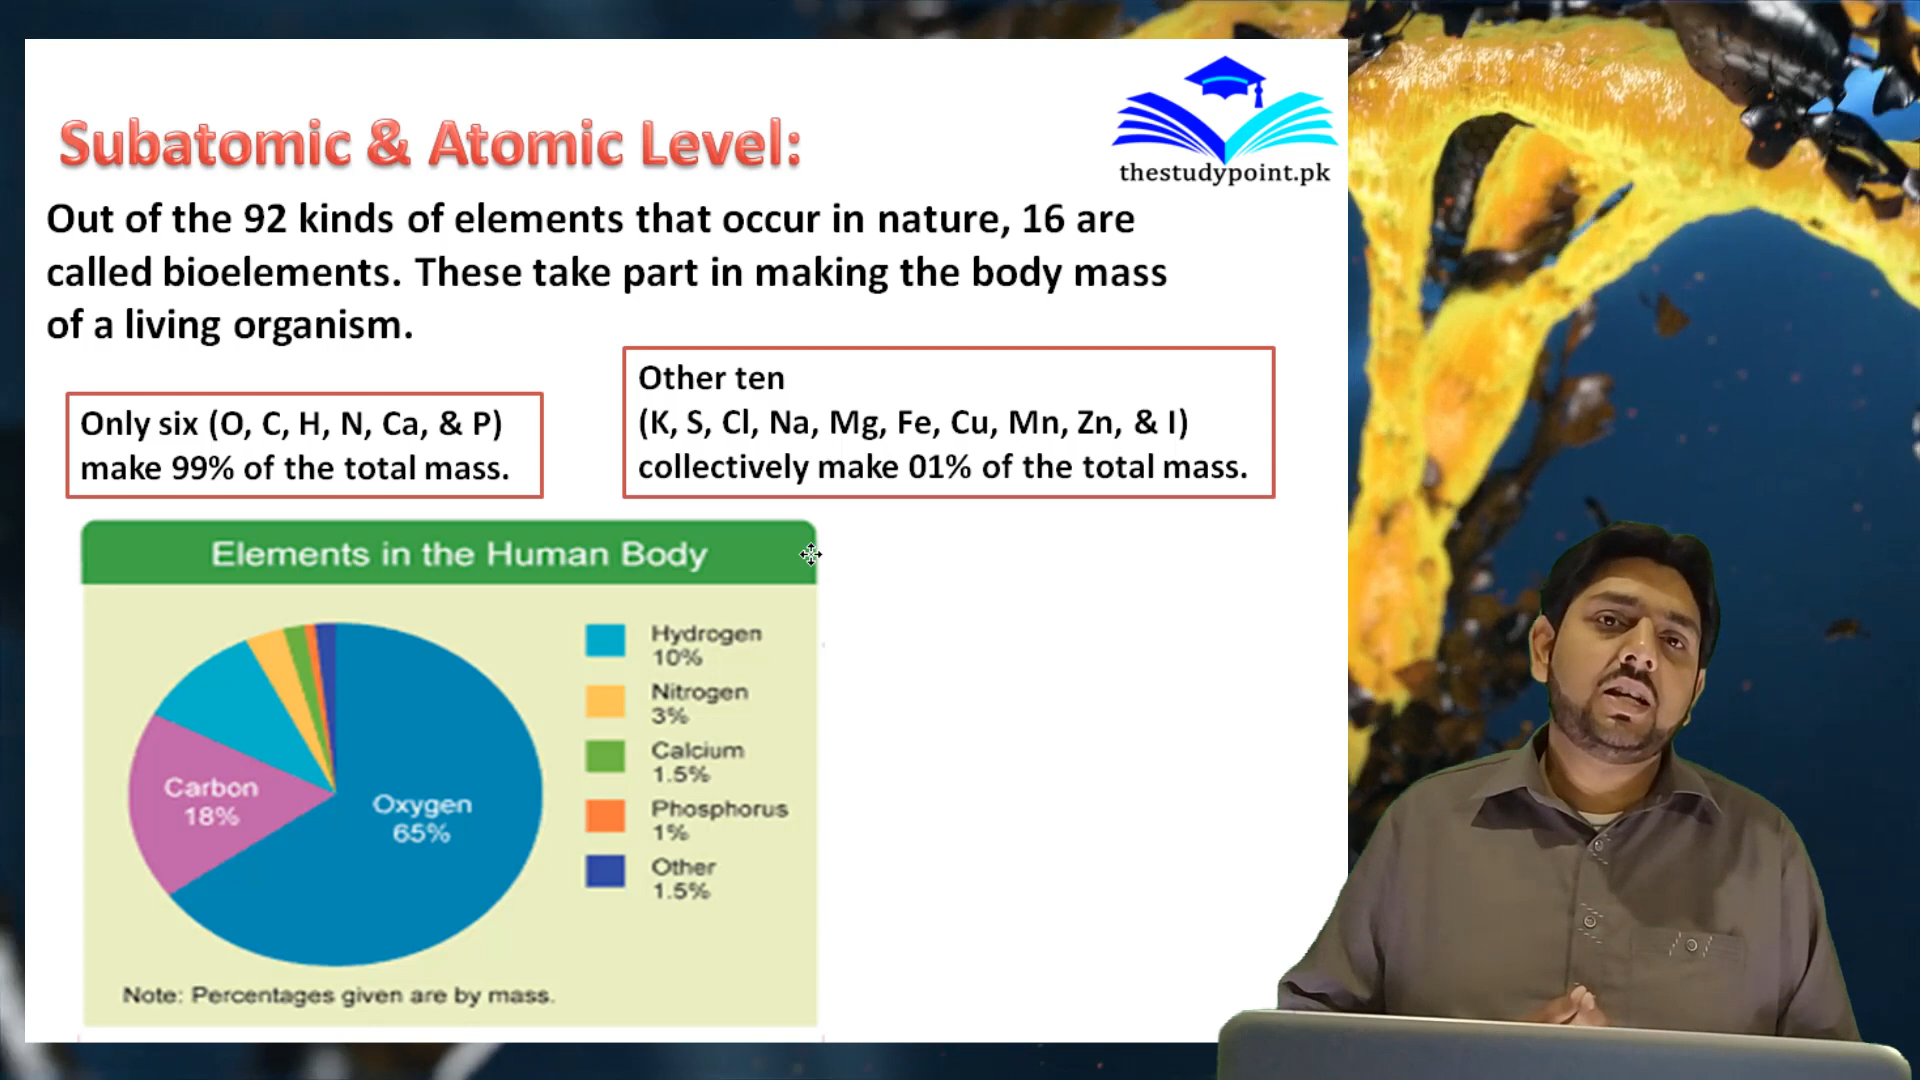 Subatomic & Atomic Level:
thestudypoint.pk
Out of the 92 kinds of elements that occur in nature, 16 are
called bioelements. These take part in making the body mass
of a living organism.
Only six (O, C, H, N, Ca, & P)
make 99% of the total mass.
Other ten
(K, S, Cl, Na, Mg, Fe, Cu, Mn, Zn, & I)
collectively make 01% of the total mass.
Elements in the Human Body
Carbon
18%
Oxygen
65%
Hydrogen
10%
Nitrogen
3%
Calcium
1.5%
Phosphorus
1%
Other
1.5%
Note: Percentages given are by mass.